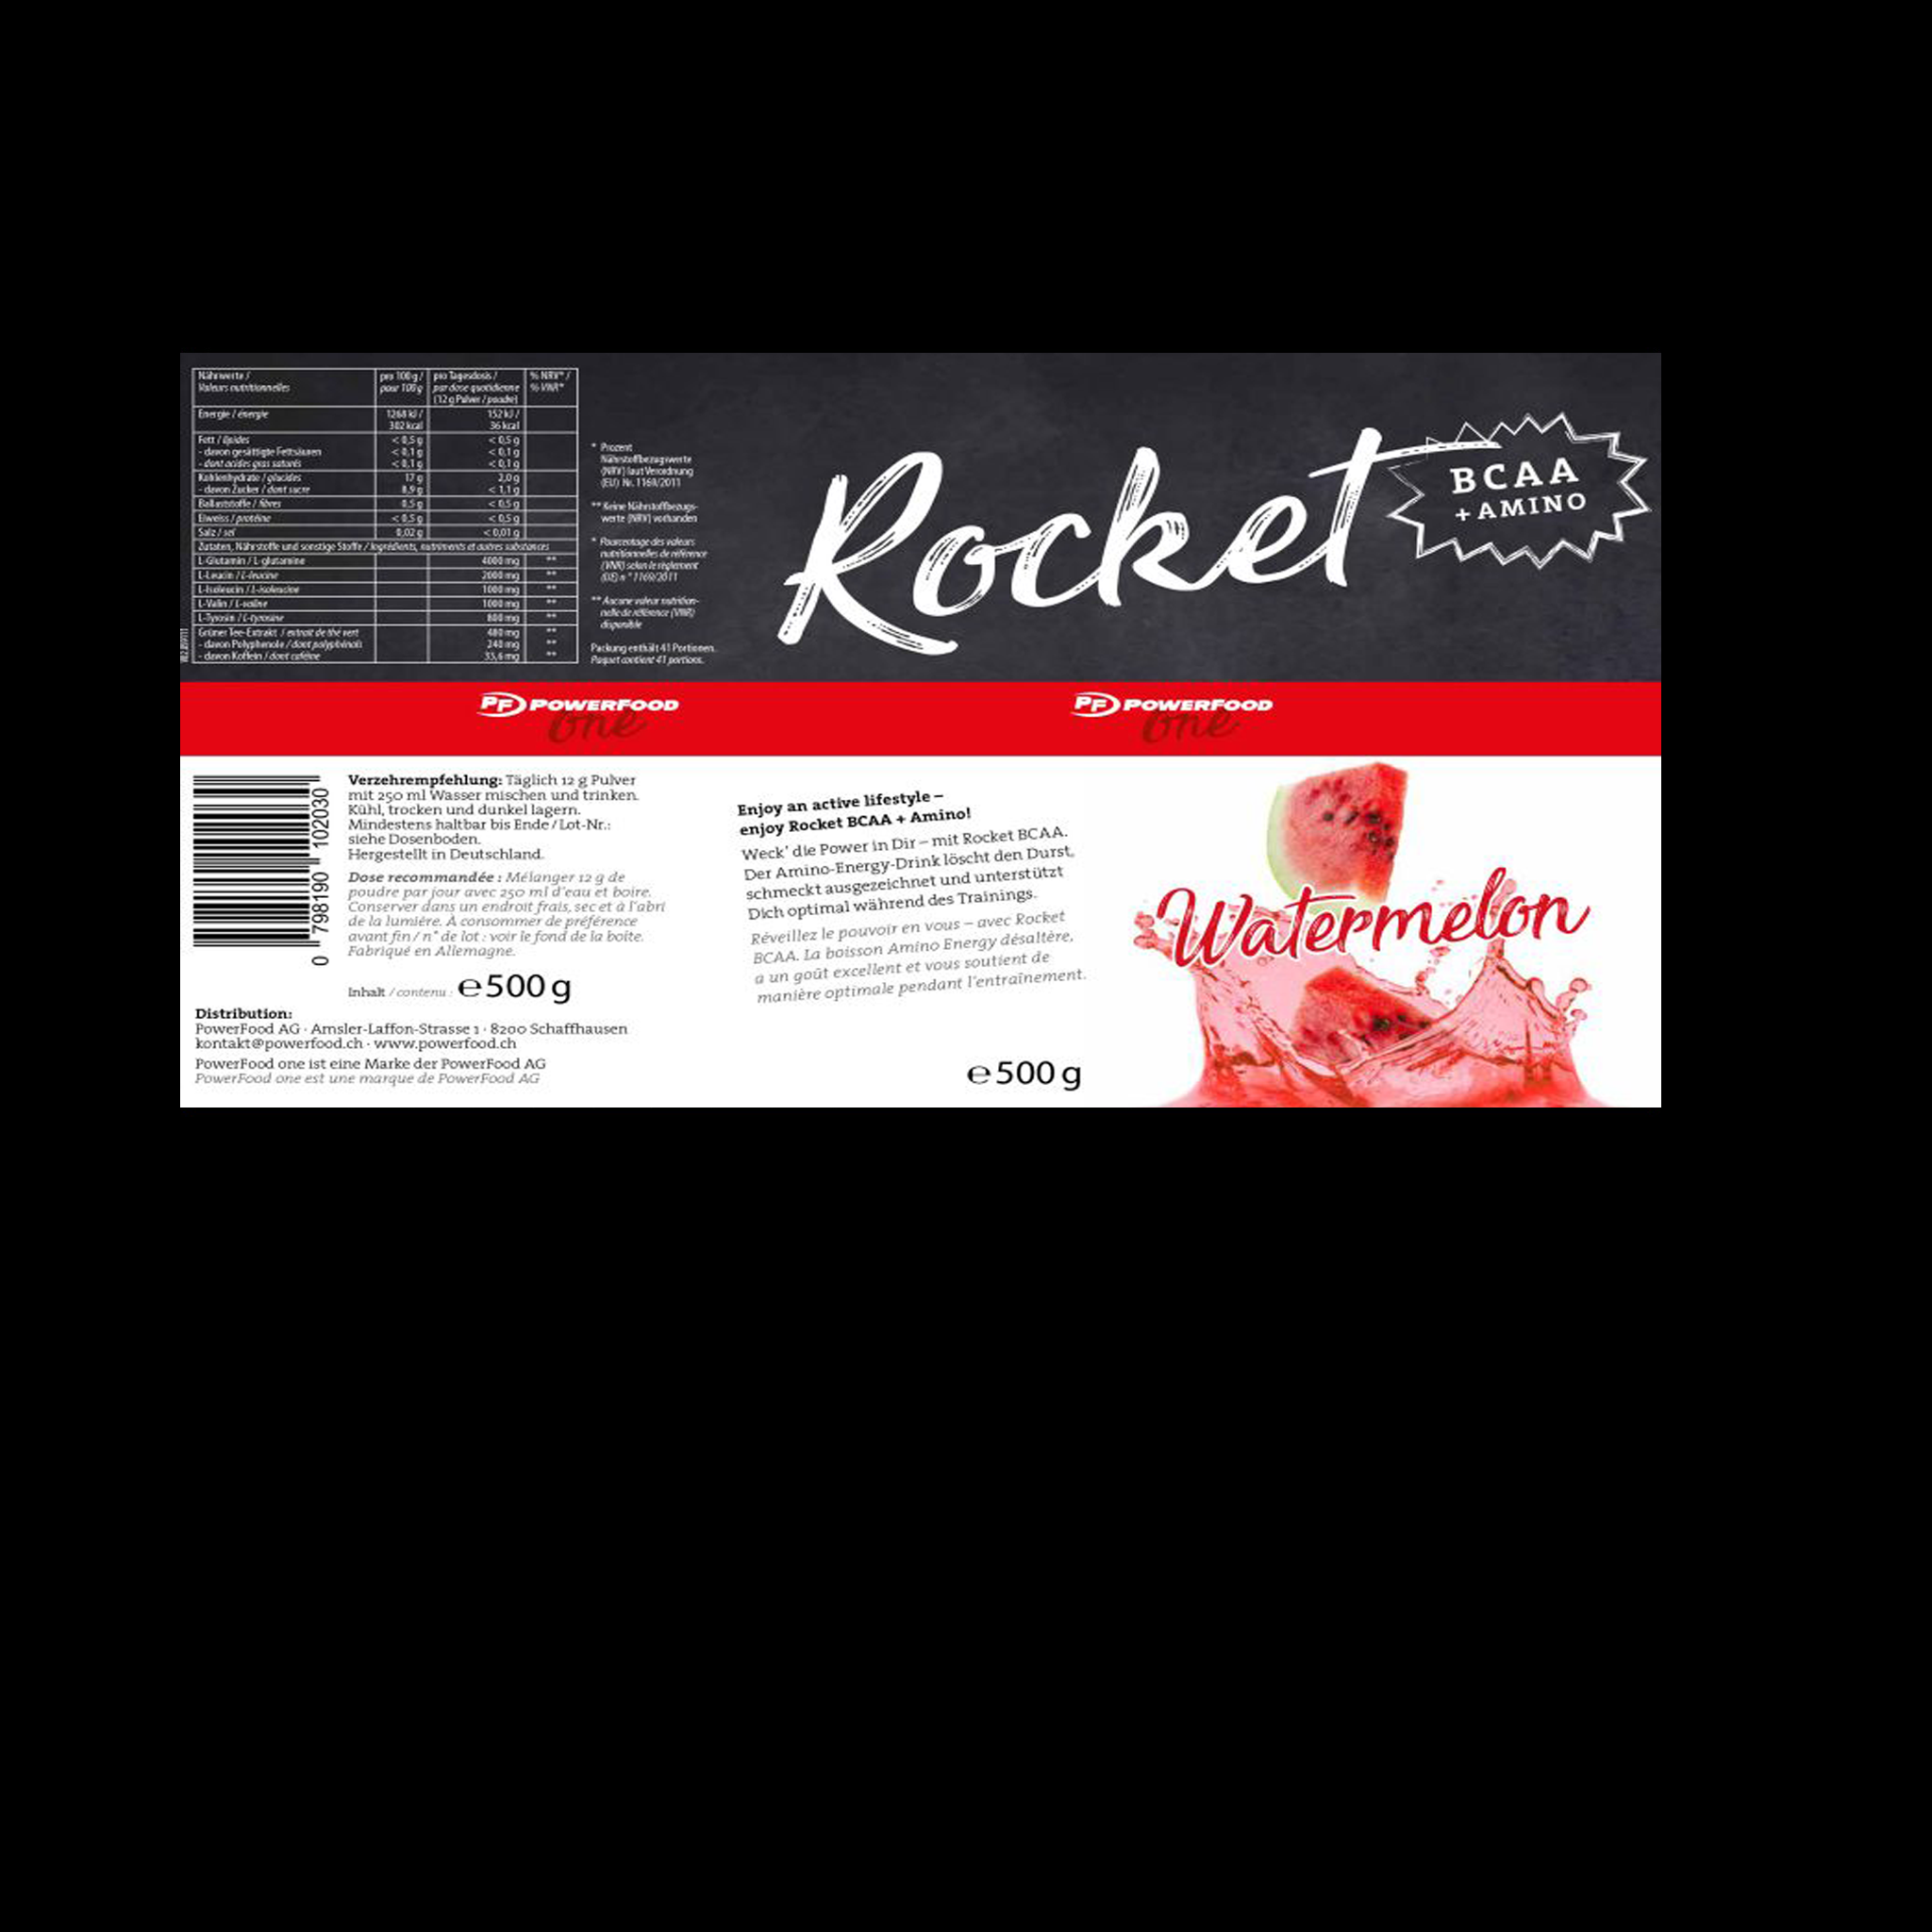 Nährwerte / pro 100 g / pro Tagesdosis / % NRV* /
Valeurs nutritionnelles pour 100 g par dose quotidienne % VNR*
(12 g Pulver / poudre)
Energie / énergie 1268 kJ / 152 kJ /
302 kcal 36 kcal
Fett / lipides < 0,5 g < 0,5 g
- davon gesättigte Fettsäuren < 0,1 g < 0,1 g
- dont acides gras saturés < 0,1 g < 0,1 g
Kohlenhydrate / glucides 17 g 2,0 g
- davon Zucker / dont sucre 8,9 g < 1,1 g
Ballaststoffe / fibres 0,5 g < 0,5 g
Eiweiss / protéine < 0,5 g < 0,5 g
Salz / sel 0,02 g < 0,01 g
Zutaten, Nährstoffe und sonstige Stoffe / Ingrédients, nutriments et autres substances
L-Glutamin / L-glutamine 4000 mg **
L-Leucin / L-leucine 2000 mg **
L-Isoleucin / L-isoleucine 1000 mg **
L-Valin / L-valine 1000 mg **
L-Tyrosin / L-tyrosine 800 mg **
Grüner Tee-Extrakt / extrait de thé vert 480 mg **
- davon Polyphenole / dont polyphénols 240 mg **
- davon Koffein / dont caféine 33,6 mg **
* Prozent
Nährstoffbezugswerte
(NRV) laut Verordnung
(EU) Nr. 1169/2011
** Keine Nährstoffbezugs-
werte (NRV) vorhanden
* Pourcentage des valeurs
nutritionnelles de référence
(VNR) selon le règlement
(UE) n° 1169/2011
** Aucune valeur nutrition-
nelle de référence (VNR)
disponible
Packung enthält 41 Portionen.
Paquet contient 41 portions.
Rocket
BCAA
+ AMINO
PF POWERFOOD
one
PF POWERFOOD
one
0 798190 102030
Verzehrempfehlung: Täglich 12 g Pulver
mit 250 ml Wasser mischen und trinken.
Kühl, trocken und dunkel lagern.
Mindestens haltbar bis Ende / Lot-Nr.:
siehe Dosenboden.
Hergestellt in Deutschland.
Dose recommandée : Mélanger 12 g de
poudre par jour avec 250 ml d'eau et boire.
Conserver dans un endroit frais, sec et à l'abri
de la lumière. À consommer de préférence
avant fin / n° de lot : voir le fond de la boîte.
Fabriqué en Allemagne.
Inhalt / contenu : ℮ 500 g
Distribution:
PowerFood AG · Amsler-Laffon-Strasse 1 · 8200 Schaffhausen
kontakt@powerfood.ch · www.powerfood.ch
PowerFood one ist eine Marke der PowerFood AG
PowerFood one est une marque de PowerFood AG
Enjoy an active lifestyle –
enjoy Rocket BCAA + Amino!
Weck' die Power in Dir – mit Rocket BCAA.
Der Amino-Energy-Drink löscht den Durst,
schmeckt ausgezeichnet und unterstützt
Dich optimal während des Trainings.
Réveillez le pouvoir en vous – avec Rocket
BCAA. La boisson Amino Energy désaltère,
a un goût excellent et vous soutient de
manière optimale pendant l'entraînement.
℮ 500 g
Watermelon